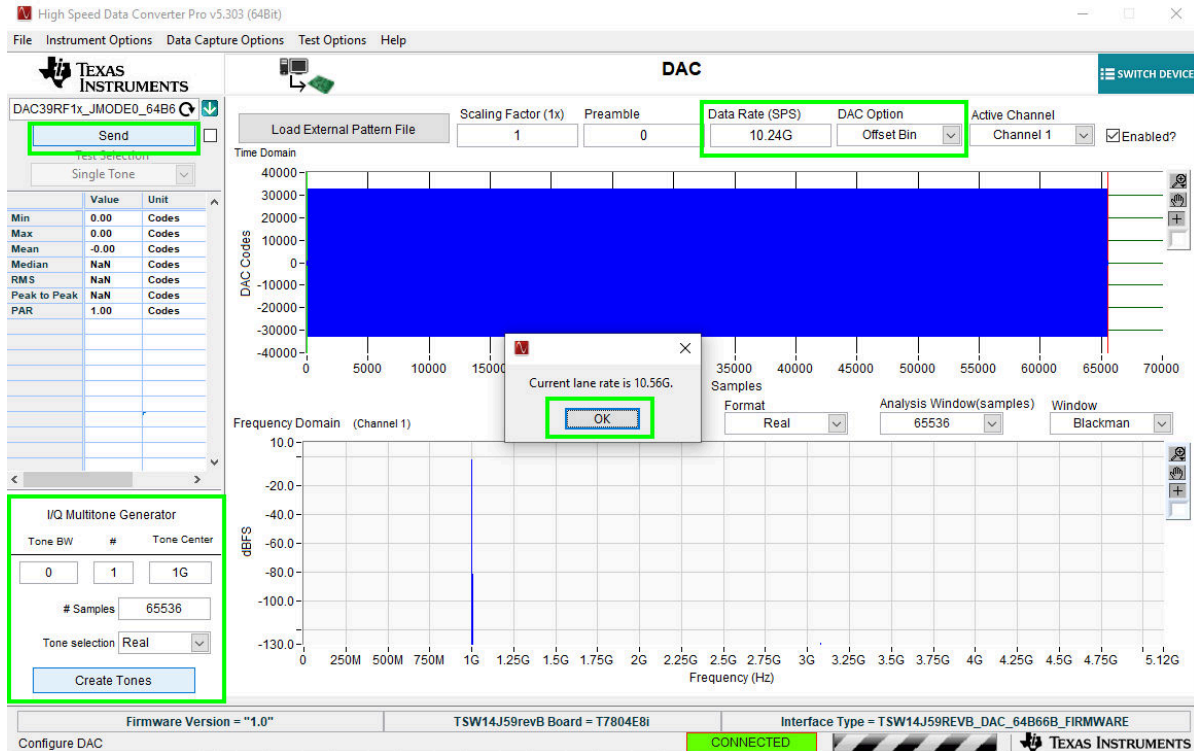 High Speed Data Converter Pro v5.303 (64Bit)
File Instrument Options Data Capture Options Test Options Help
TEXAS
INSTRUMENTS
DAC
SWITCH DEVICE
DAC39RF1x_JMODE0_64B6
Send
Test Selection
Single Tone
Load External Pattern File
Scaling Factor (1x) Preamble Data Rate (SPS) DAC Option Active Channel
1 0 10.24G Offset Bin Channel 1 Enabled?
Value Unit
Min 0.00 Codes
Max 0.00 Codes
Mean -0.00 Codes
Median NaN Codes
RMS NaN Codes
Peak to Peak NaN Codes
PAR 1.00 Codes
Time Domain
40000
30000
20000
10000
0
-10000
-20000
-30000
-40000
DAC Codes
0 5000 10000 15000 35000 40000 45000 50000 55000 60000 65000 70000
Samples
Current lane rate is 10.56G.
OK
Format Analysis Window(samples) Window
Real 65536 Blackman
Frequency Domain (Channel 1)
10.0
-20.0
-40.0
-60.0
-80.0
-100.0
-130.0
dBFS
0 250M 500M 750M 1G 1.25G 1.5G 1.75G 2G 2.25G 2.5G 2.75G 3G 3.25G 3.5G 3.75G 4G 4.25G 4.5G 4.75G 5.12G
Frequency (Hz)
I/Q Multitone Generator
Tone BW # Tone Center
0 1 1G
# Samples 65536
Tone selection Real
Create Tones
Firmware Version = "1.0" TSW14J59revB Board = T7804E8i Interface Type = TSW14J59REVB_DAC_64B66B_FIRMWARE
Configure DAC CONNECTED TEXAS INSTRUMENTS